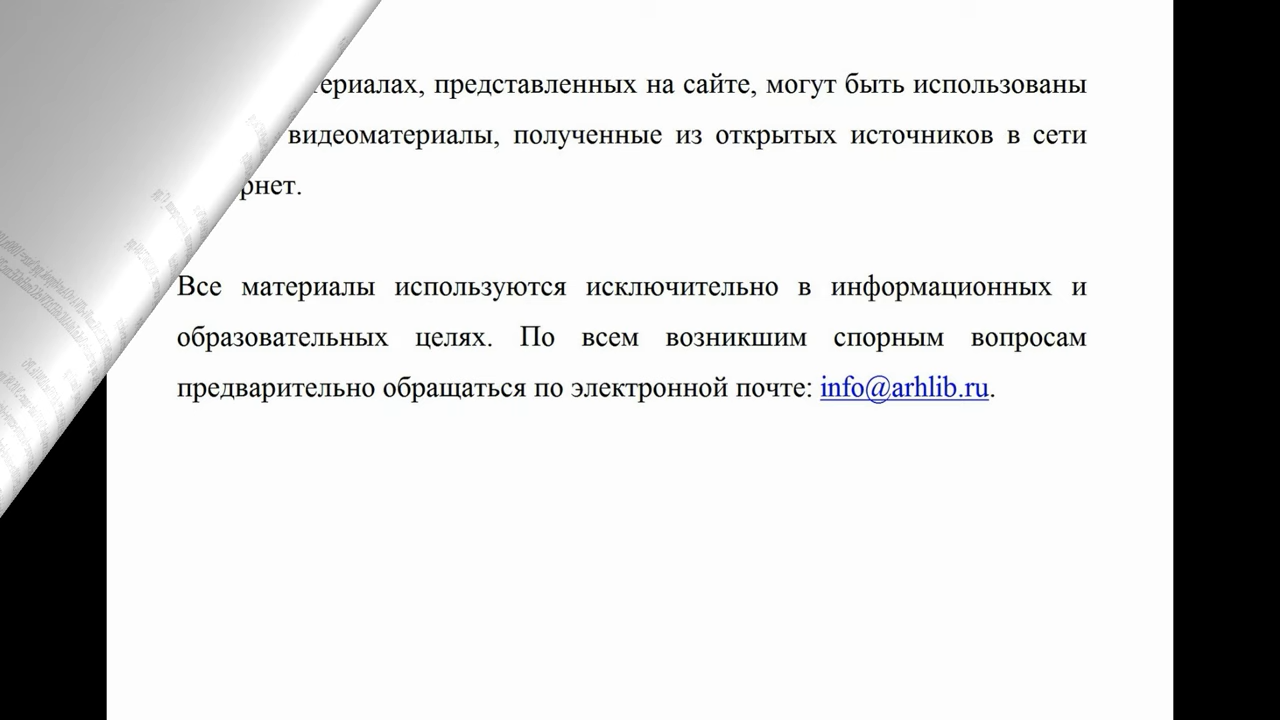 териалах, представленных на сайте, могут быть использованы
видеоматериалы, полученные из открытых источников в сети
рнет.
Все материалы используются исключительно в информационных и
образовательных целях. По всем возникшим спорным вопросам
предварительно обращаться по электронной почте: info@arhlib.ru.